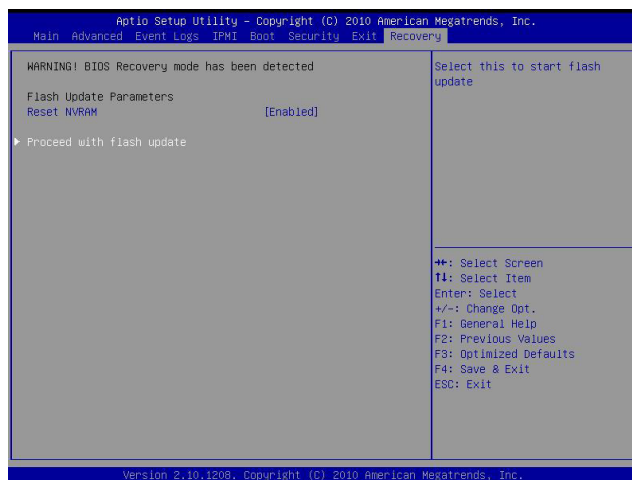 Aptio Setup Utility – Copyright (C) 2010 American Megatrends, Inc.
Main Advanced Event Logs IPMI Boot Security Exit Recovery
WARNING! BIOS Recovery mode has been detected
Flash Update Parameters
Reset NVRAM [Enabled]
▶ Proceed with flash update
Select this to start flash
update
→←: Select Screen
↑↓: Select Item
Enter: Select
+/-: Change Opt.
F1: General Help
F2: Previous Values
F3: Optimized Defaults
F4: Save & Exit
ESC: Exit
Version 2.10.1208. Copyright (C) 2010 American Megatrends, Inc.